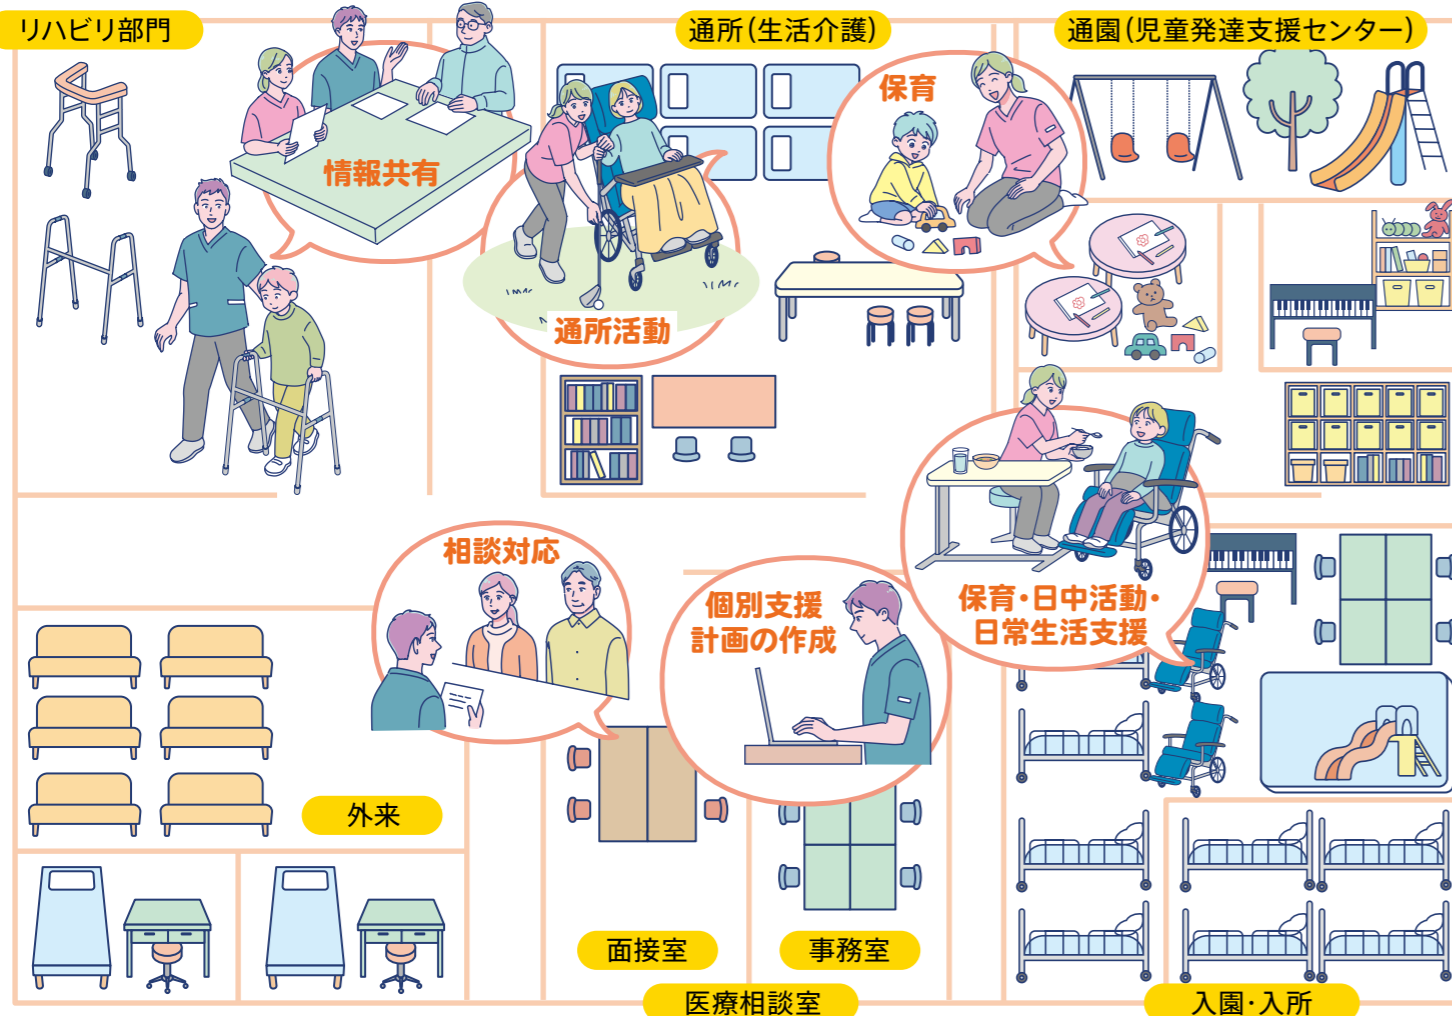 リハビリ部門
通所(生活介護)
通園(児童発達支援センター)
情報共有
保育
通所活動
相談対応
個別支援
計画の作成
保育・日中活動・
日常生活支援
外来
面接室
事務室
医療相談室
入園・入所